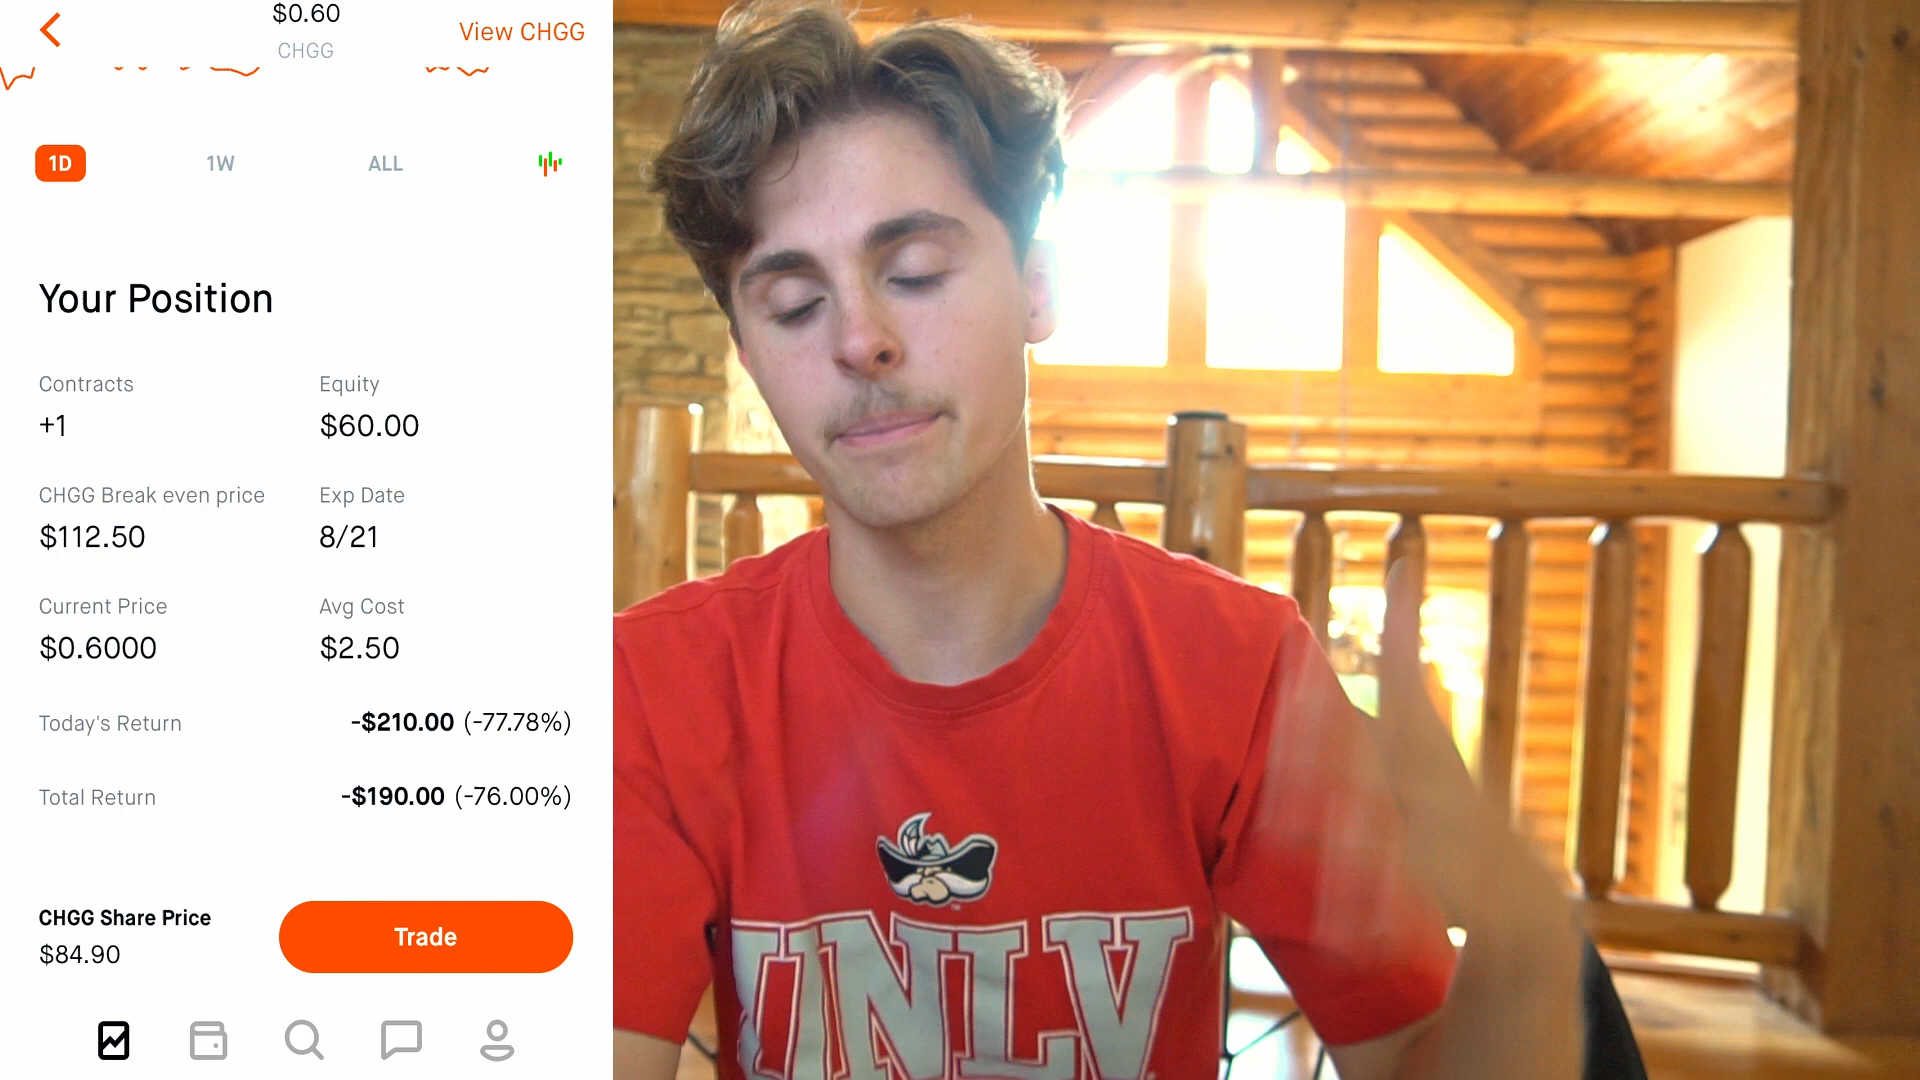 $0.60
CHGG
View CHGG
1D
1W
ALL
Your Position
Contracts
Equity
+1
$60.00
CHGG Break even price
Exp Date
$112.50
8/21
Current Price
Avg Cost
$0.6000
$2.50
Today's Return
-$210.00 (-77.78%)
Total Return
-$190.00 (-76.00%)
CHGG Share Price
$84.90
Trade
TM
UNLV